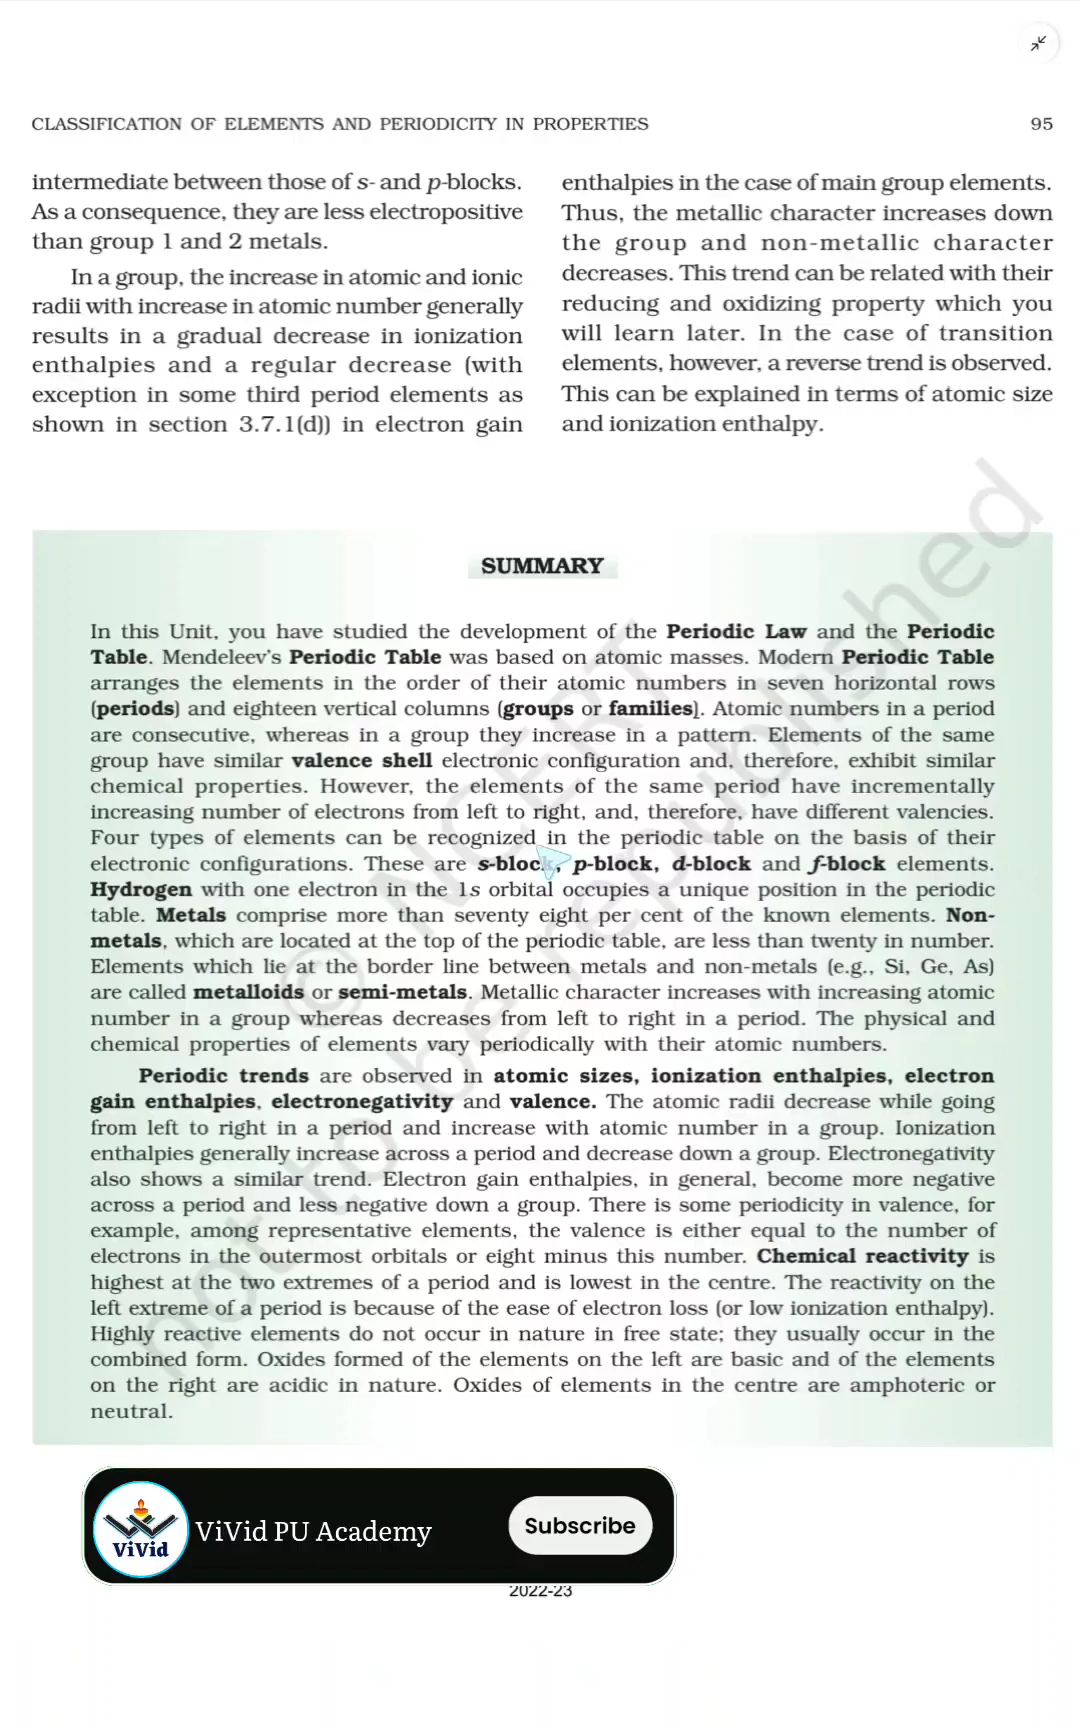 CLASSIFICATION OF ELEMENTS AND PERIODICITY IN PROPERTIES 95
intermediate between those of s- and p-blocks.
As a consequence, they are less electropositive
than group 1 and 2 metals.
In a group, the increase in atomic and ionic
radii with increase in atomic number generally
results in a gradual decrease in ionization
enthalpies and a regular decrease (with
exception in some third period elements as
shown in section 3.7.1(d)) in electron gain
enthalpies in the case of main group elements.
Thus, the metallic character increases down
the group and non-metallic character
decreases. This trend can be related with their
reducing and oxidizing property which you
will learn later. In the case of transition
elements, however, a reverse trend is observed.
This can be explained in terms of atomic size
and ionization enthalpy.
SUMMARY
In this Unit, you have studied the development of the Periodic Law and the Periodic
Table. Mendeleev's Periodic Table was based on atomic masses. Modern Periodic Table
arranges the elements in the order of their atomic numbers in seven horizontal rows
(periods) and eighteen vertical columns (groups or families). Atomic numbers in a period
are consecutive, whereas in a group they increase in a pattern. Elements of the same
group have similar valence shell electronic configuration and, therefore, exhibit similar
chemical properties. However, the elements of the same period have incrementally
increasing number of electrons from left to right, and, therefore, have different valencies.
Four types of elements can be recognized in the periodic table on the basis of their
electronic configurations. These are s-block, p-block, d-block and f-block elements.
Hydrogen with one electron in the 1s orbital occupies a unique position in the periodic
table. Metals comprise more than seventy eight per cent of the known elements. Non-
metals, which are located at the top of the periodic table, are less than twenty in number.
Elements which lie at the border line between metals and non-metals (e.g., Si, Ge, As)
are called metalloids or semi-metals. Metallic character increases with increasing atomic
number in a group whereas decreases from left to right in a period. The physical and
chemical properties of elements vary periodically with their atomic numbers.
Periodic trends are observed in atomic sizes, ionization enthalpies, electron
gain enthalpies, electronegativity and valence. The atomic radii decrease while going
from left to right in a period and increase with atomic number in a group. Ionization
enthalpies generally increase across a period and decrease down a group. Electronegativity
also shows a similar trend. Electron gain enthalpies, in general, become more negative
across a period and less negative down a group. There is some periodicity in valence, for
example, among representative elements, the valence is either equal to the number of
electrons in the outermost orbitals or eight minus this number. Chemical reactivity is
highest at the two extremes of a period and is lowest in the centre. The reactivity on the
left extreme of a period is because of the ease of electron loss (or low ionization enthalpy).
Highly reactive elements do not occur in nature in free state; they usually occur in the
combined form. Oxides formed of the elements on the left are basic and of the elements
on the right are acidic in nature. Oxides of elements in the centre are amphoteric or
neutral.
© NCERT
not to be republished
ViVid
ViVid PU Academy
Subscribe
2022-23